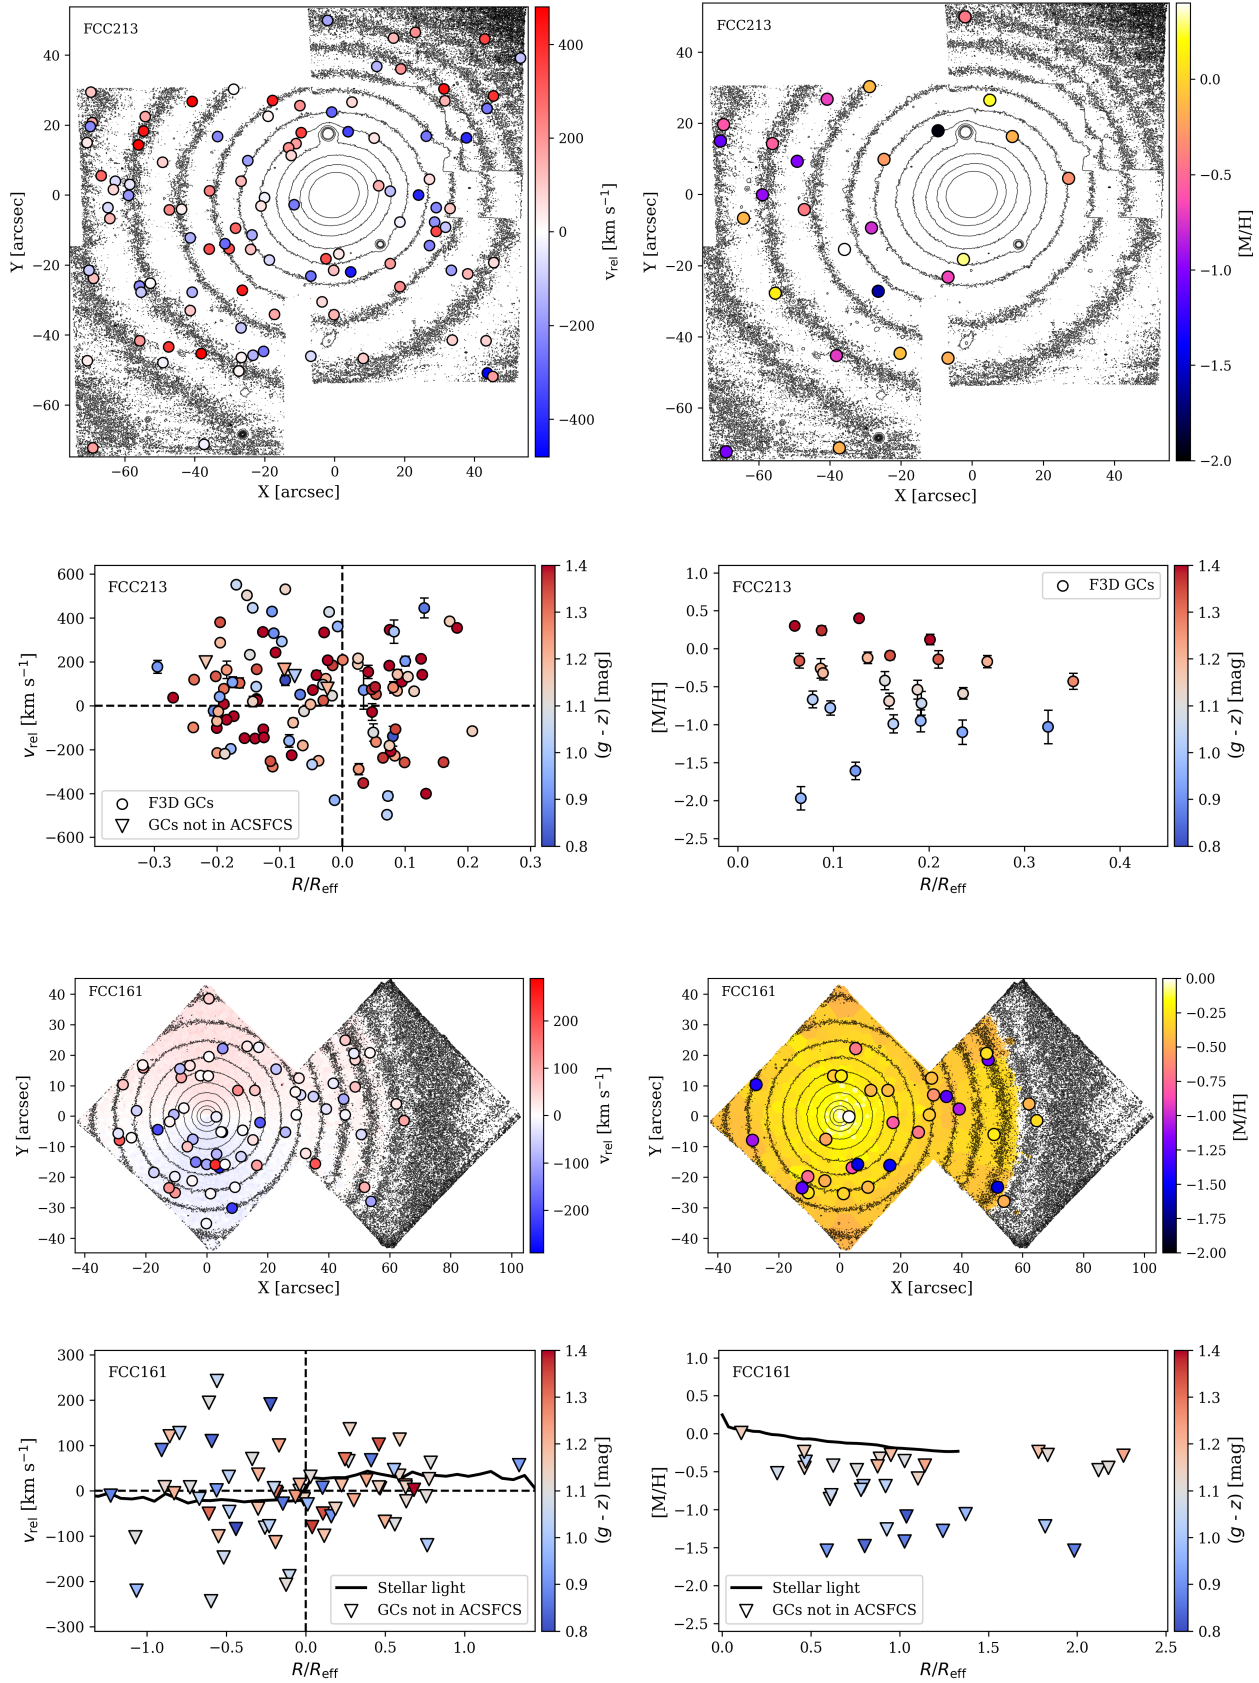 FCC213
40
20
0
−20
−40
−60
Y [arcsec]
−60 −40 −20 0 20 40
X [arcsec]
400
200
0
−200
−400
v_rel [km s⁻¹]
FCC213
40
20
0
−20
−40
−60
Y [arcsec]
−60 −40 −20 0 20 40
X [arcsec]
0.0
−0.5
−1.0
−1.5
−2.0
[M/H]
FCC213
600
400
200
0
−200
−400
−600
v_rel [km s⁻¹]
F3D GCs
GCs not in ACSFCS
−0.3 −0.2 −0.1 0.0 0.1 0.2 0.3
R/R_eff
1.4
1.3
1.2
1.1
1.0
0.9
0.8
(g - z) [mag]
FCC213
F3D GCs
1.0
0.5
0.0
−0.5
−1.0
−1.5
−2.0
−2.5
[M/H]
0.0 0.1 0.2 0.3 0.4
R/R_eff
1.4
1.3
1.2
1.1
1.0
0.9
0.8
(g - z) [mag]
FCC161
40
30
20
10
0
−10
−20
−30
−40
Y [arcsec]
−40 −20 0 20 40 60 80 100
X [arcsec]
200
100
0
−100
−200
v_rel [km s⁻¹]
FCC161
40
30
20
10
0
−10
−20
−30
−40
Y [arcsec]
−40 −20 0 20 40 60 80 100
X [arcsec]
0.00
−0.25
−0.50
−0.75
−1.00
−1.25
−1.50
−1.75
−2.00
[M/H]
FCC161
300
200
100
0
−100
−200
−300
v_rel [km s⁻¹]
Stellar light
GCs not in ACSFCS
−1.0 −0.5 0.0 0.5 1.0
R/R_eff
1.4
1.3
1.2
1.1
1.0
0.9
0.8
(g - z) [mag]
FCC161
1.0
0.5
0.0
−0.5
−1.0
−1.5
−2.0
−2.5
[M/H]
Stellar light
GCs not in ACSFCS
0.0 0.5 1.0 1.5 2.0 2.5
R/R_eff
1.4
1.3
1.2
1.1
1.0
0.9
0.8
(g - z) [mag]